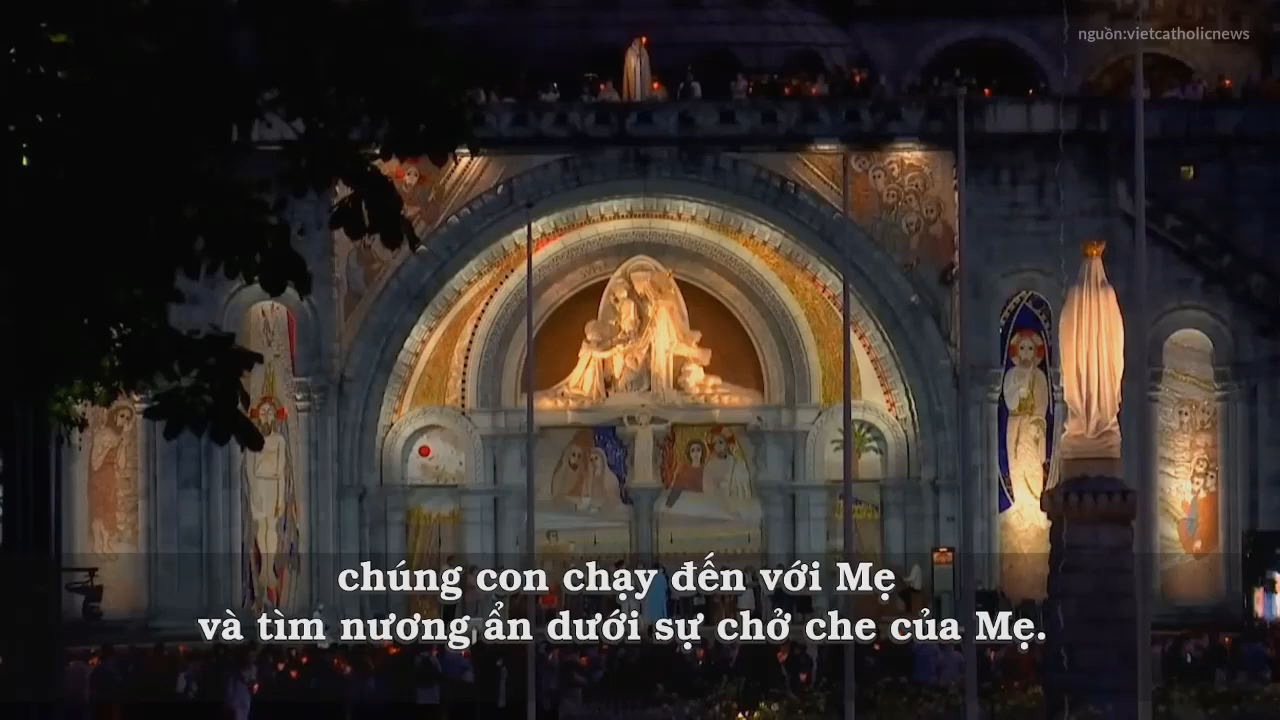 nguồn:vietcatholicnews
chúng con chạy đến với Mẹ
và tìm nương ẩn dưới sự chở che của Mẹ.